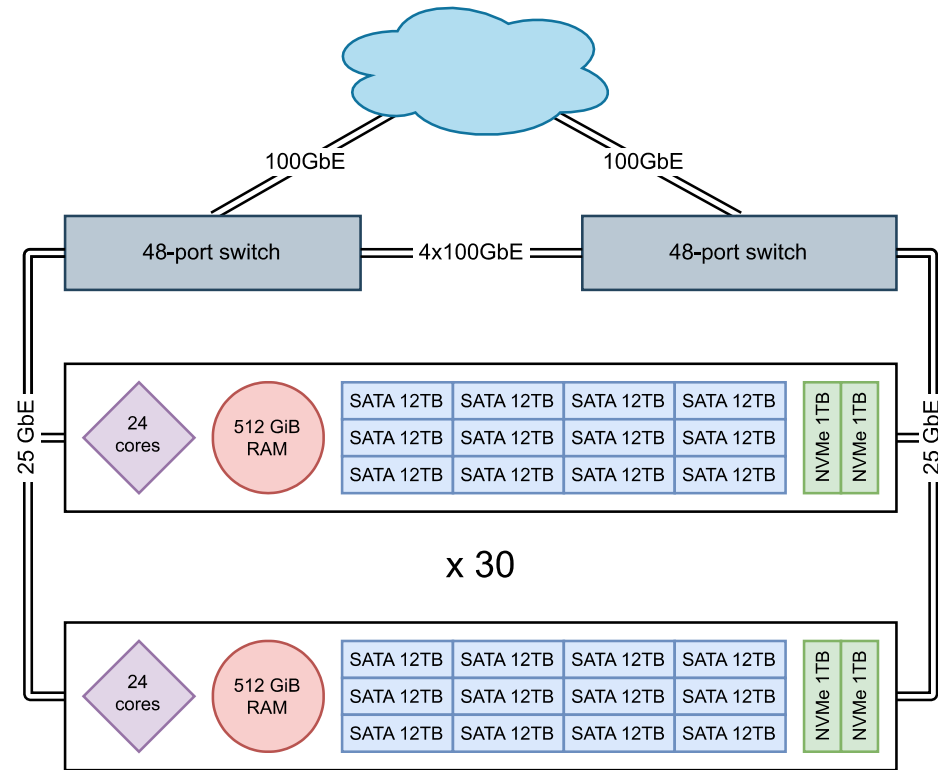 100GbE
100GbE
48-port switch
4x100GbE
48-port switch
25 GbE
24
cores
512 GiB
RAM
SATA 12TB SATA 12TB SATA 12TB SATA 12TB
SATA 12TB SATA 12TB SATA 12TB SATA 12TB
SATA 12TB SATA 12TB SATA 12TB SATA 12TB
NVMe 1TB
NVMe 1TB
25 GbE
x 30
24
cores
512 GiB
RAM
SATA 12TB SATA 12TB SATA 12TB SATA 12TB
SATA 12TB SATA 12TB SATA 12TB SATA 12TB
SATA 12TB SATA 12TB SATA 12TB SATA 12TB
NVMe 1TB
NVMe 1TB